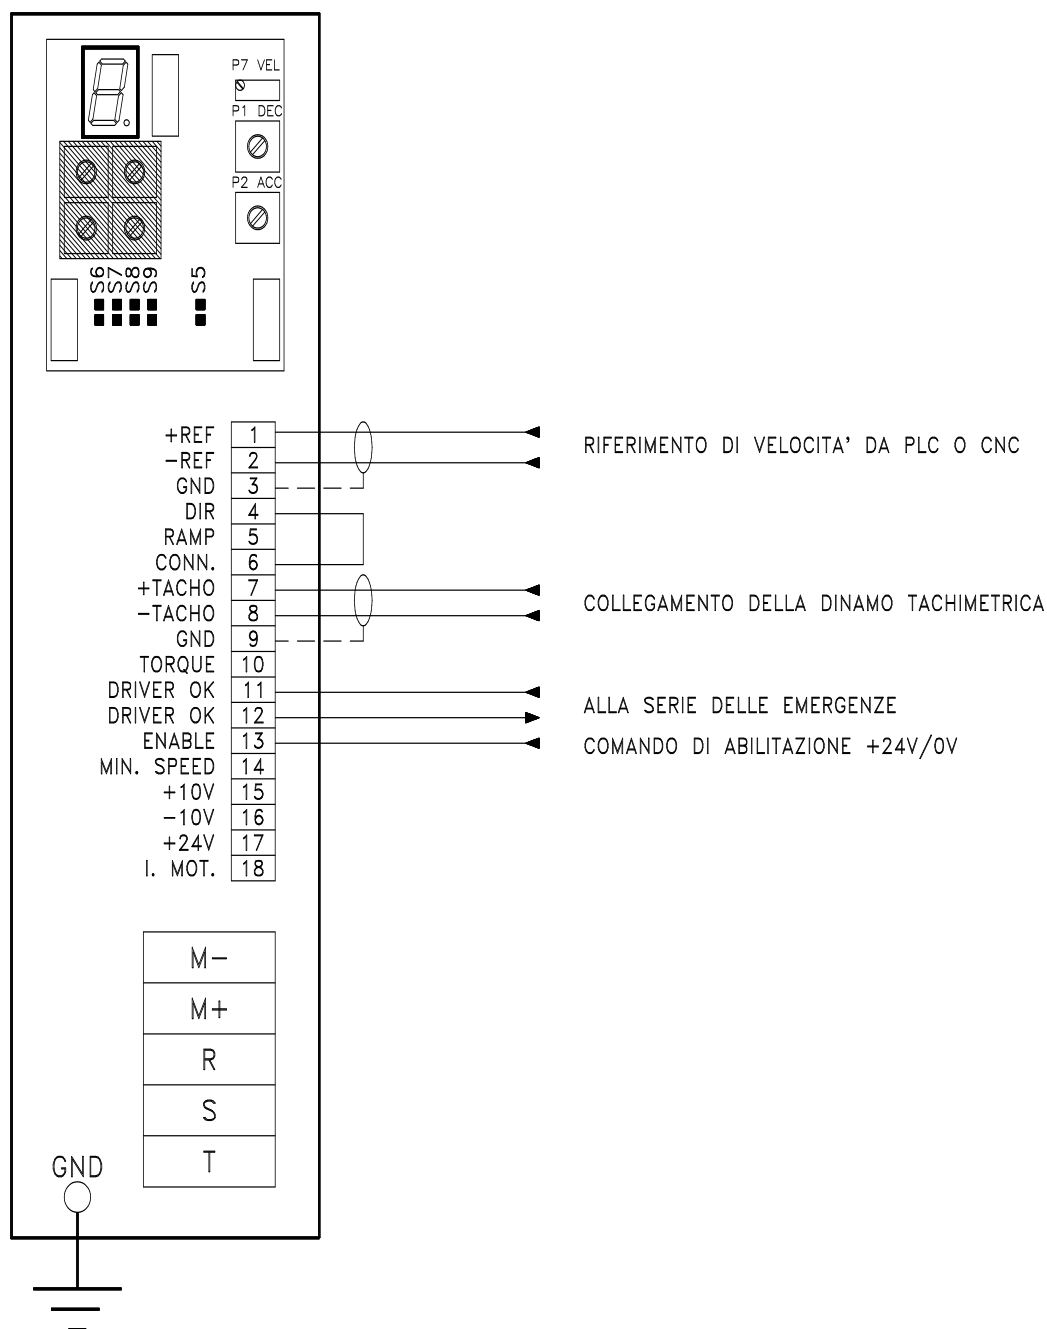 P7 VEL
P1 DEC
P2 ACC
S6 S7 S8 S9 S5
+REF 1
-REF 2
RIFERIMENTO DI VELOCITA' DA PLC O CNC
GND 3
DIR 4
RAMP 5
CONN. 6
+TACHO 7
COLLEGAMENTO DELLA DINAMO TACHIMETRICA
-TACHO 8
GND 9
TORQUE 10
DRIVER OK 11
ALLA SERIE DELLE EMERGENZE
DRIVER OK 12
ENABLE 13 COMANDO DI ABILITAZIONE +24V/0V
MIN. SPEED 14
+10V 15
-10V 16
+24V 17
I. MOT. 18
M-
M+
R
S
T
GND